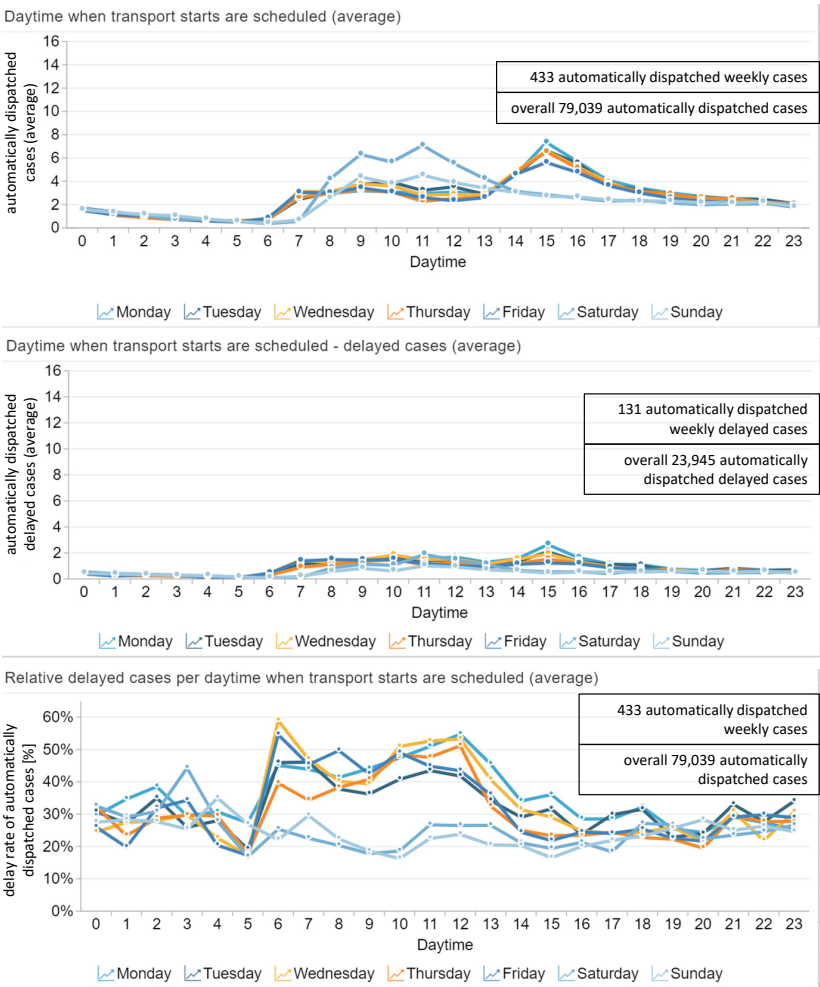 Daytime when transport starts are scheduled (average)
automatically dispatched
cases (average)
16
14
12
10
8
6
4
2
0
433 automatically dispatched weekly cases
overall 79,039 automatically dispatched cases
0 1 2 3 4 5 6 7 8 9 10 11 12 13 14 15 16 17 18 19 20 21 22 23
Daytime
Monday Tuesday Wednesday Thursday Friday Saturday Sunday
Daytime when transport starts are scheduled - delayed cases (average)
automatically dispatched
delayed cases (average)
16
14
12
10
8
6
4
2
0
131 automatically dispatched
weekly delayed cases
overall 23,945 automatically
dispatched delayed cases
0 1 2 3 4 5 6 7 8 9 10 11 12 13 14 15 16 17 18 19 20 21 22 23
Daytime
Monday Tuesday Wednesday Thursday Friday Saturday Sunday
Relative delayed cases per daytime when transport starts are scheduled (average)
delay rate of automatically
dispatched cases [%]
60%
50%
40%
30%
20%
10%
0%
433 automatically dispatched
weekly cases
overall 79,039 automatically
dispatched cases
0 1 2 3 4 5 6 7 8 9 10 11 12 13 14 15 16 17 18 19 20 21 22 23
Daytime
Monday Tuesday Wednesday Thursday Friday Saturday Sunday